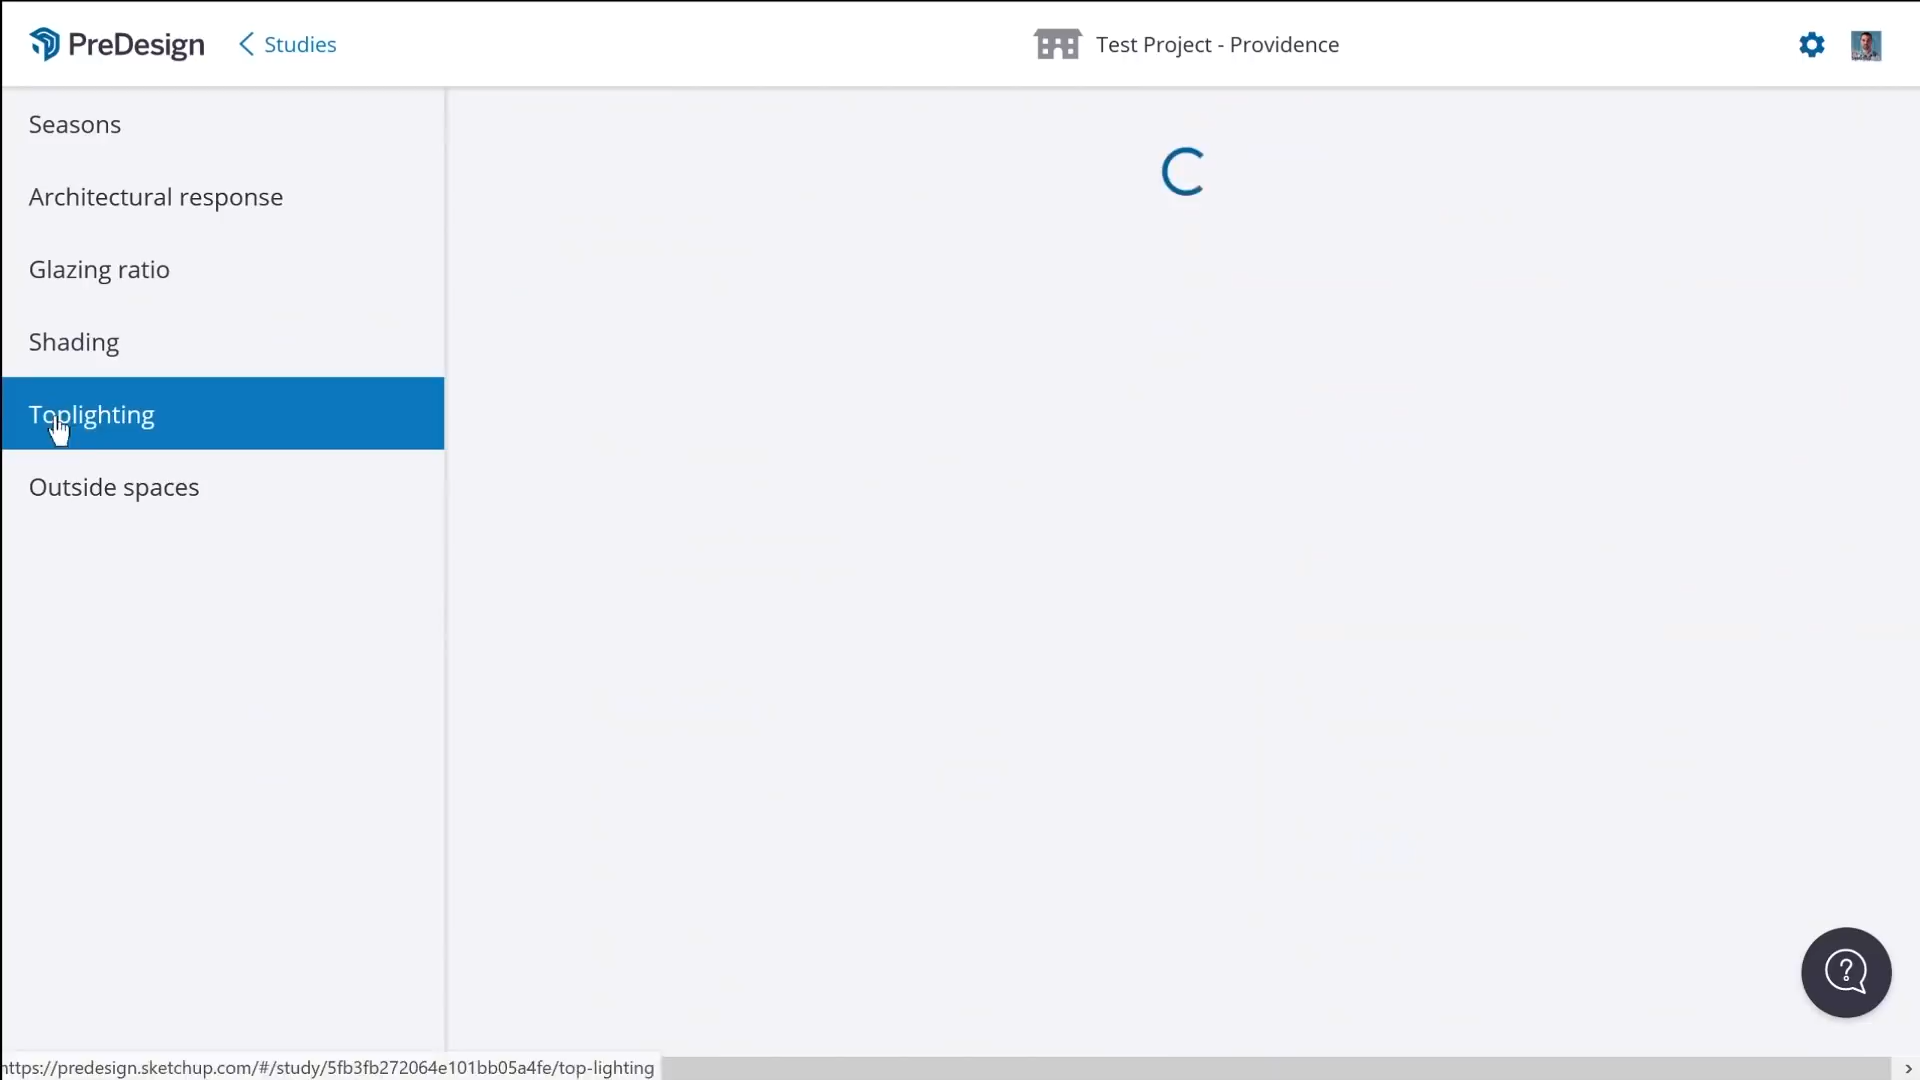 PreDesign
Studies
Test Project - Providence
Seasons
Architectural response
Glazing ratio
Shading
Toplighting
Outside spaces
ttps://predesign.sketchup.com/#/study/5fb3fb272064e101bb05a4fe/top-lighting